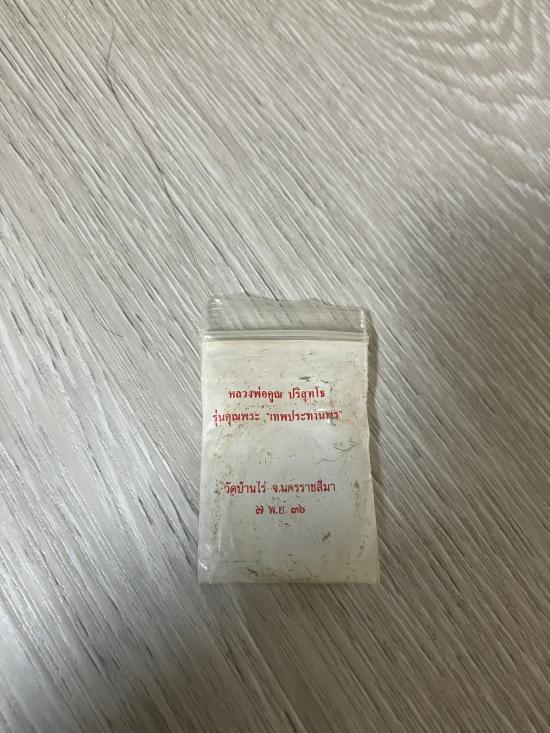 หลวงพ่อคูณ ปริสุทโธ
รุ่นคุณพระ "เทพประทานพร"
วัดบ้านไร่ จ.นครราชสีมา
๗ พ.ย. ๓๖